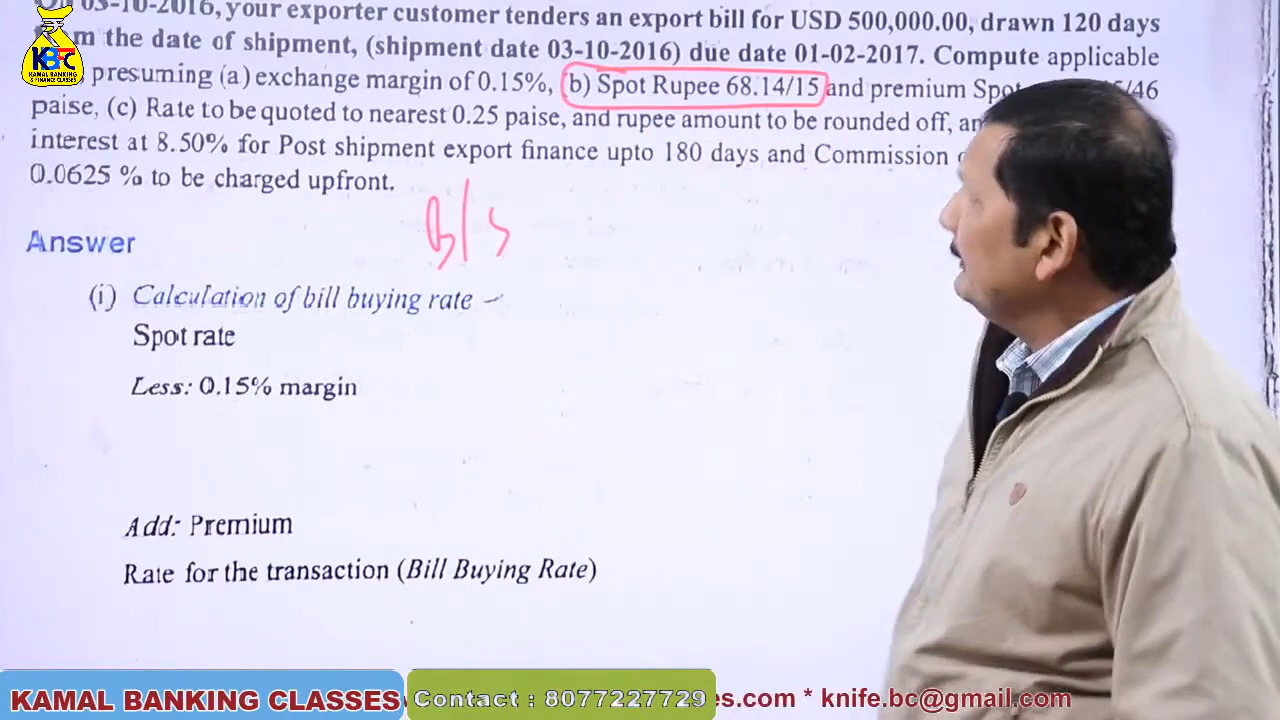 03-10-2016, your exporter customer tenders an export bill for USD 500,000.00, drawn 120 days
the date of shipment, (shipment date 03-10-2016) due date 01-02-2017. Compute applicable
presuming (a) exchange margin of 0.15%, (b) Spot Rupee 68.14/15 and premium Spot
paise, (c) Rate to be quoted to nearest 0.25 paise, and rupee amount to be rounded off,
interest at 8.50% for Post shipment export finance upto 180 days and Commission
0.0625 % to be charged upfront.
B/S
Answer
(i) Calculation of bill buying rate
Spot rate
Less: 0.15% margin
Add: Premium
Rate for the transaction (Bill Buying Rate)
KBC
KAMAL BANKING
& FINANCE CLASSES
KAMAL BANKING CLASSES
Contact : 8077227729
es.com * knife.bc@gmail.com